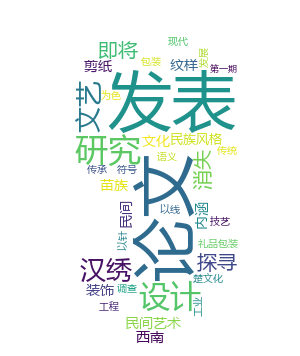 现代
即将
包装
发展
剪纸
纹样
第一期
发表
文艺
为色
研究
文化
民族风格
语义
传统
消失
传承
符号
苗族
论文
民间
以线
内涵
技艺
以针
礼品包装
汉绣
探寻
楚文化
装饰
调查
设计
工程
工业
民间艺术
西南